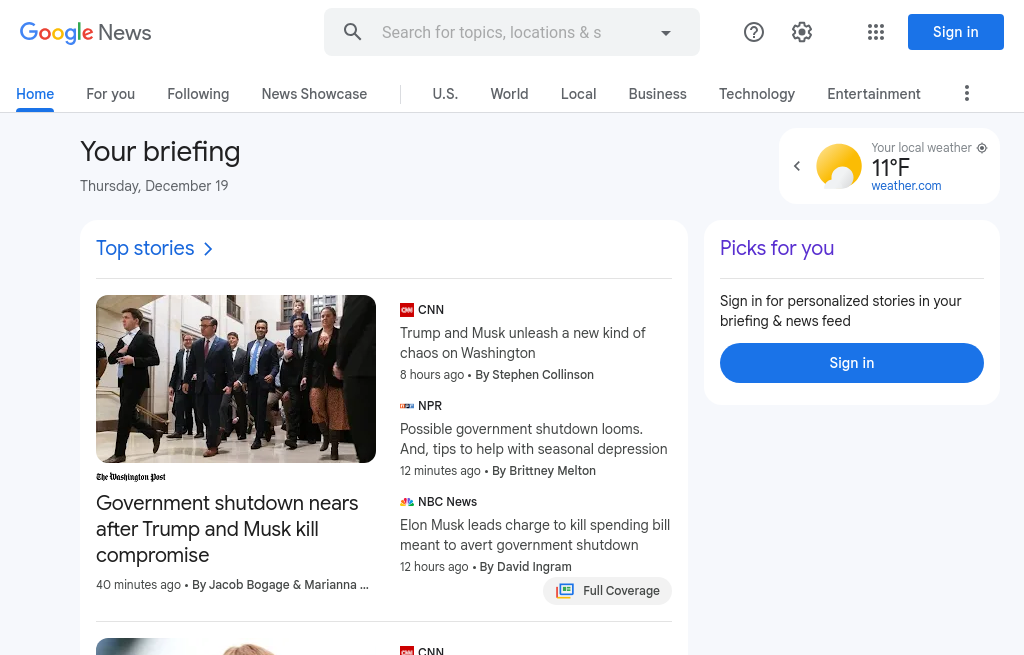 Google News
Search for topics, locations & s
Sign in
Home
For you
Following
News Showcase
U.S.
World
Local
Business
Technology
Entertainment
Your briefing
Thursday, December 19
Your local weather
11°F
weather.com
Top stories
The Washington Post
Government shutdown nears
after Trump and Musk kill
compromise
40 minutes ago • By Jacob Bogage & Marianna ...
CNN
Trump and Musk unleash a new kind of
chaos on Washington
8 hours ago • By Stephen Collinson
NPR
Possible government shutdown looms.
And, tips to help with seasonal depression
12 minutes ago • By Brittney Melton
NBC News
Elon Musk leads charge to kill spending bill
meant to avert government shutdown
12 hours ago • By David Ingram
Full Coverage
CNN
Picks for you
Sign in for personalized stories in your
briefing & news feed
Sign in